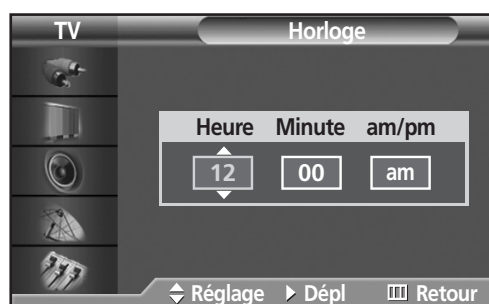 TV Horloge
Heure Minute am/pm
12 00 am
Réglage Dépl Retour